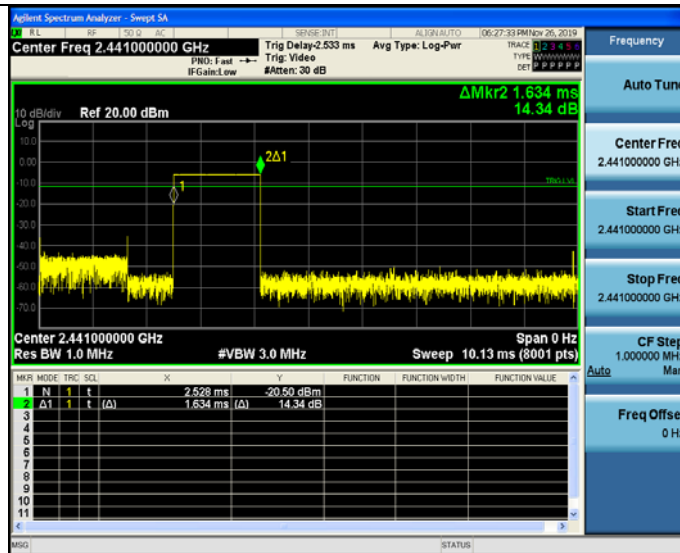 Agilent Spectrum Analyzer - Swept SA
RL RF 50 Ω AC SENSE:INT ALIGN AUTO 06:27:33 PM Nov 26, 2019
Center Freq 2.441000000 GHz
PNO: Fast
IFGain:Low
Trig Delay-2.533 ms
Trig: Video
#Atten: 30 dB
Avg Type: Log-Pwr
TRACE 1 2 3 4 5 6
TYPE WWWWWW
DET P P P P P P
ΔMkr2 1.634 ms
14.34 dB
10 dB/div Ref 20.00 dBm
Log
10.0
0.00
-10.0
-20.0
-30.0
-40.0
-50.0
-60.0
-70.0
2Δ1
1
TRIG LVL
Center 2.441000000 GHz Span 0 Hz
Res BW 1.0 MHz #VBW 3.0 MHz Sweep 10.13 ms (8001 pts)
MKR MODE TRC SCL X Y FUNCTION FUNCTION WIDTH FUNCTION VALUE
1 N 1 t 2.528 ms -20.50 dBm
2 Δ1 1 t (Δ) 1.634 ms (Δ) 14.34 dB
3
4
5
6
7
8
9
10
11
MSG STATUS
Frequency
Auto Tune
Center Freq
2.441000000 GHz
Start Freq
2.441000000 GHz
Stop Freq
2.441000000 GHz
CF Step
1.000000 MHz
Auto Man
Freq Offset
0 Hz